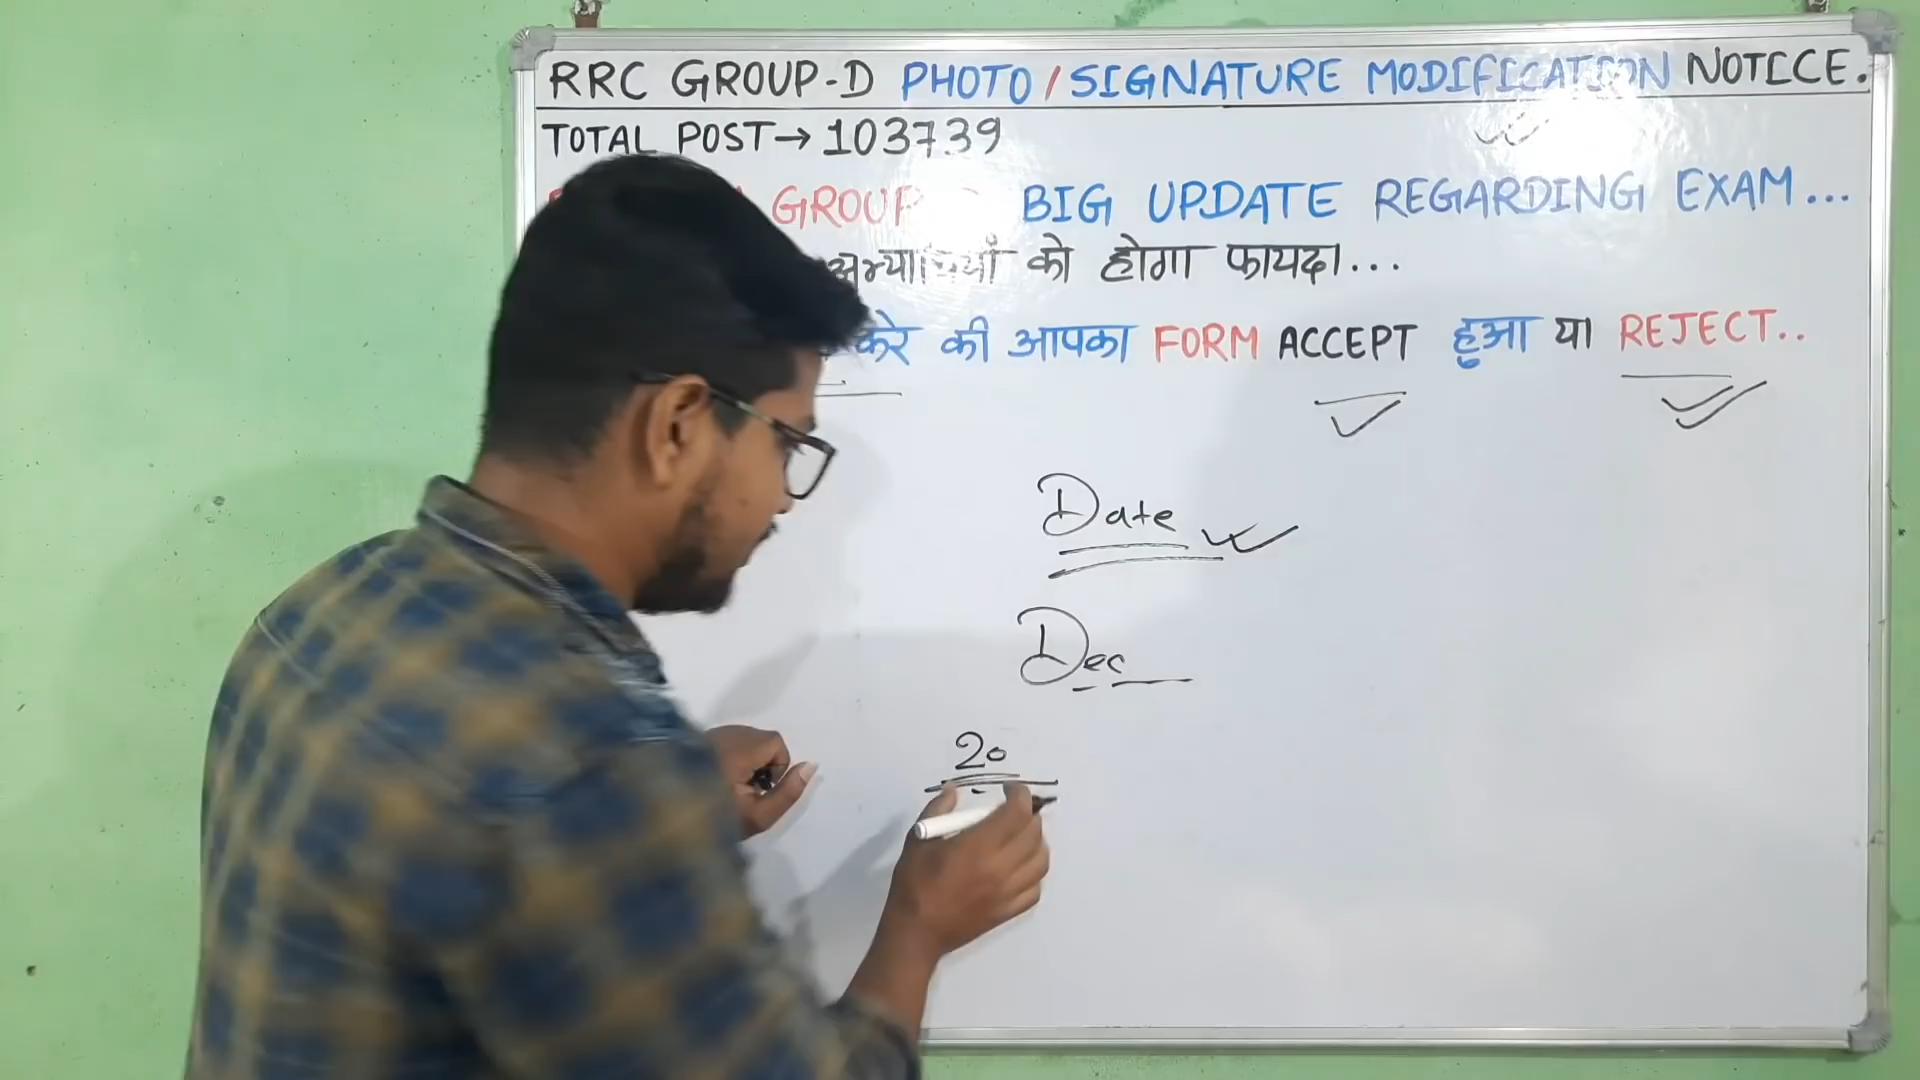 RRC GROUP-D PHOTO/SIGNATURE MODIFICATION NOTICE.
TOTAL POST→103739
GROUP BIG UPDATE REGARDING EXAM...
को होगा फायदा...
करे की आपका FORM ACCEPT हुआ या REJECT..
Date
Dec
20